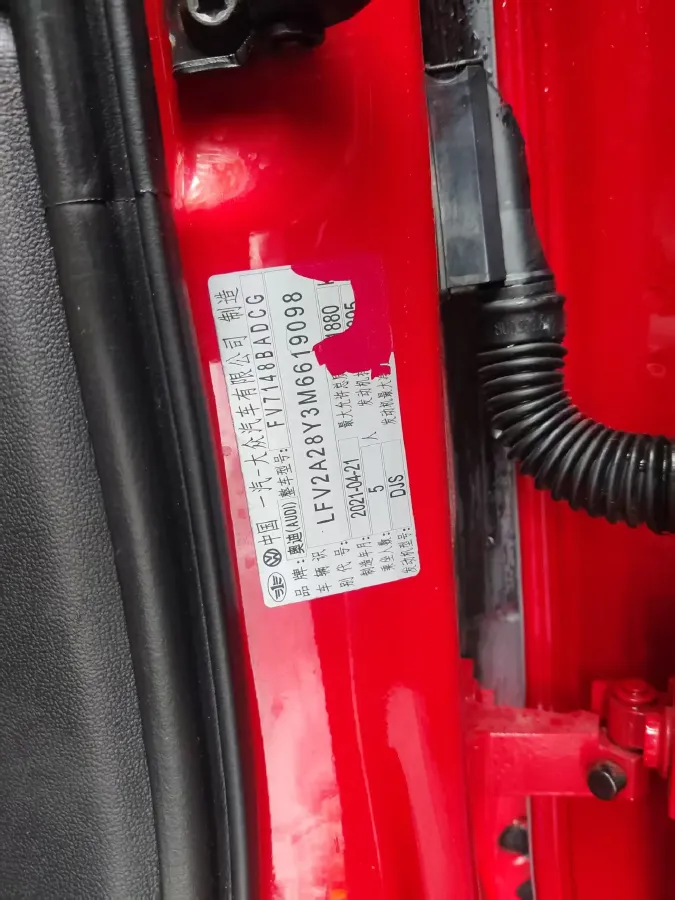 中国一汽-大众汽车有限公司 制造
品牌: 奥迪(AUDI) 整车型号: FV7148BADCG
车辆识别代号: LFV2A28Y3M6619098
制造年月: 2021-04-21 最大允许总 1880
乘坐人数: 5 人 发动机
发动机型号: DJS 发动机最大净